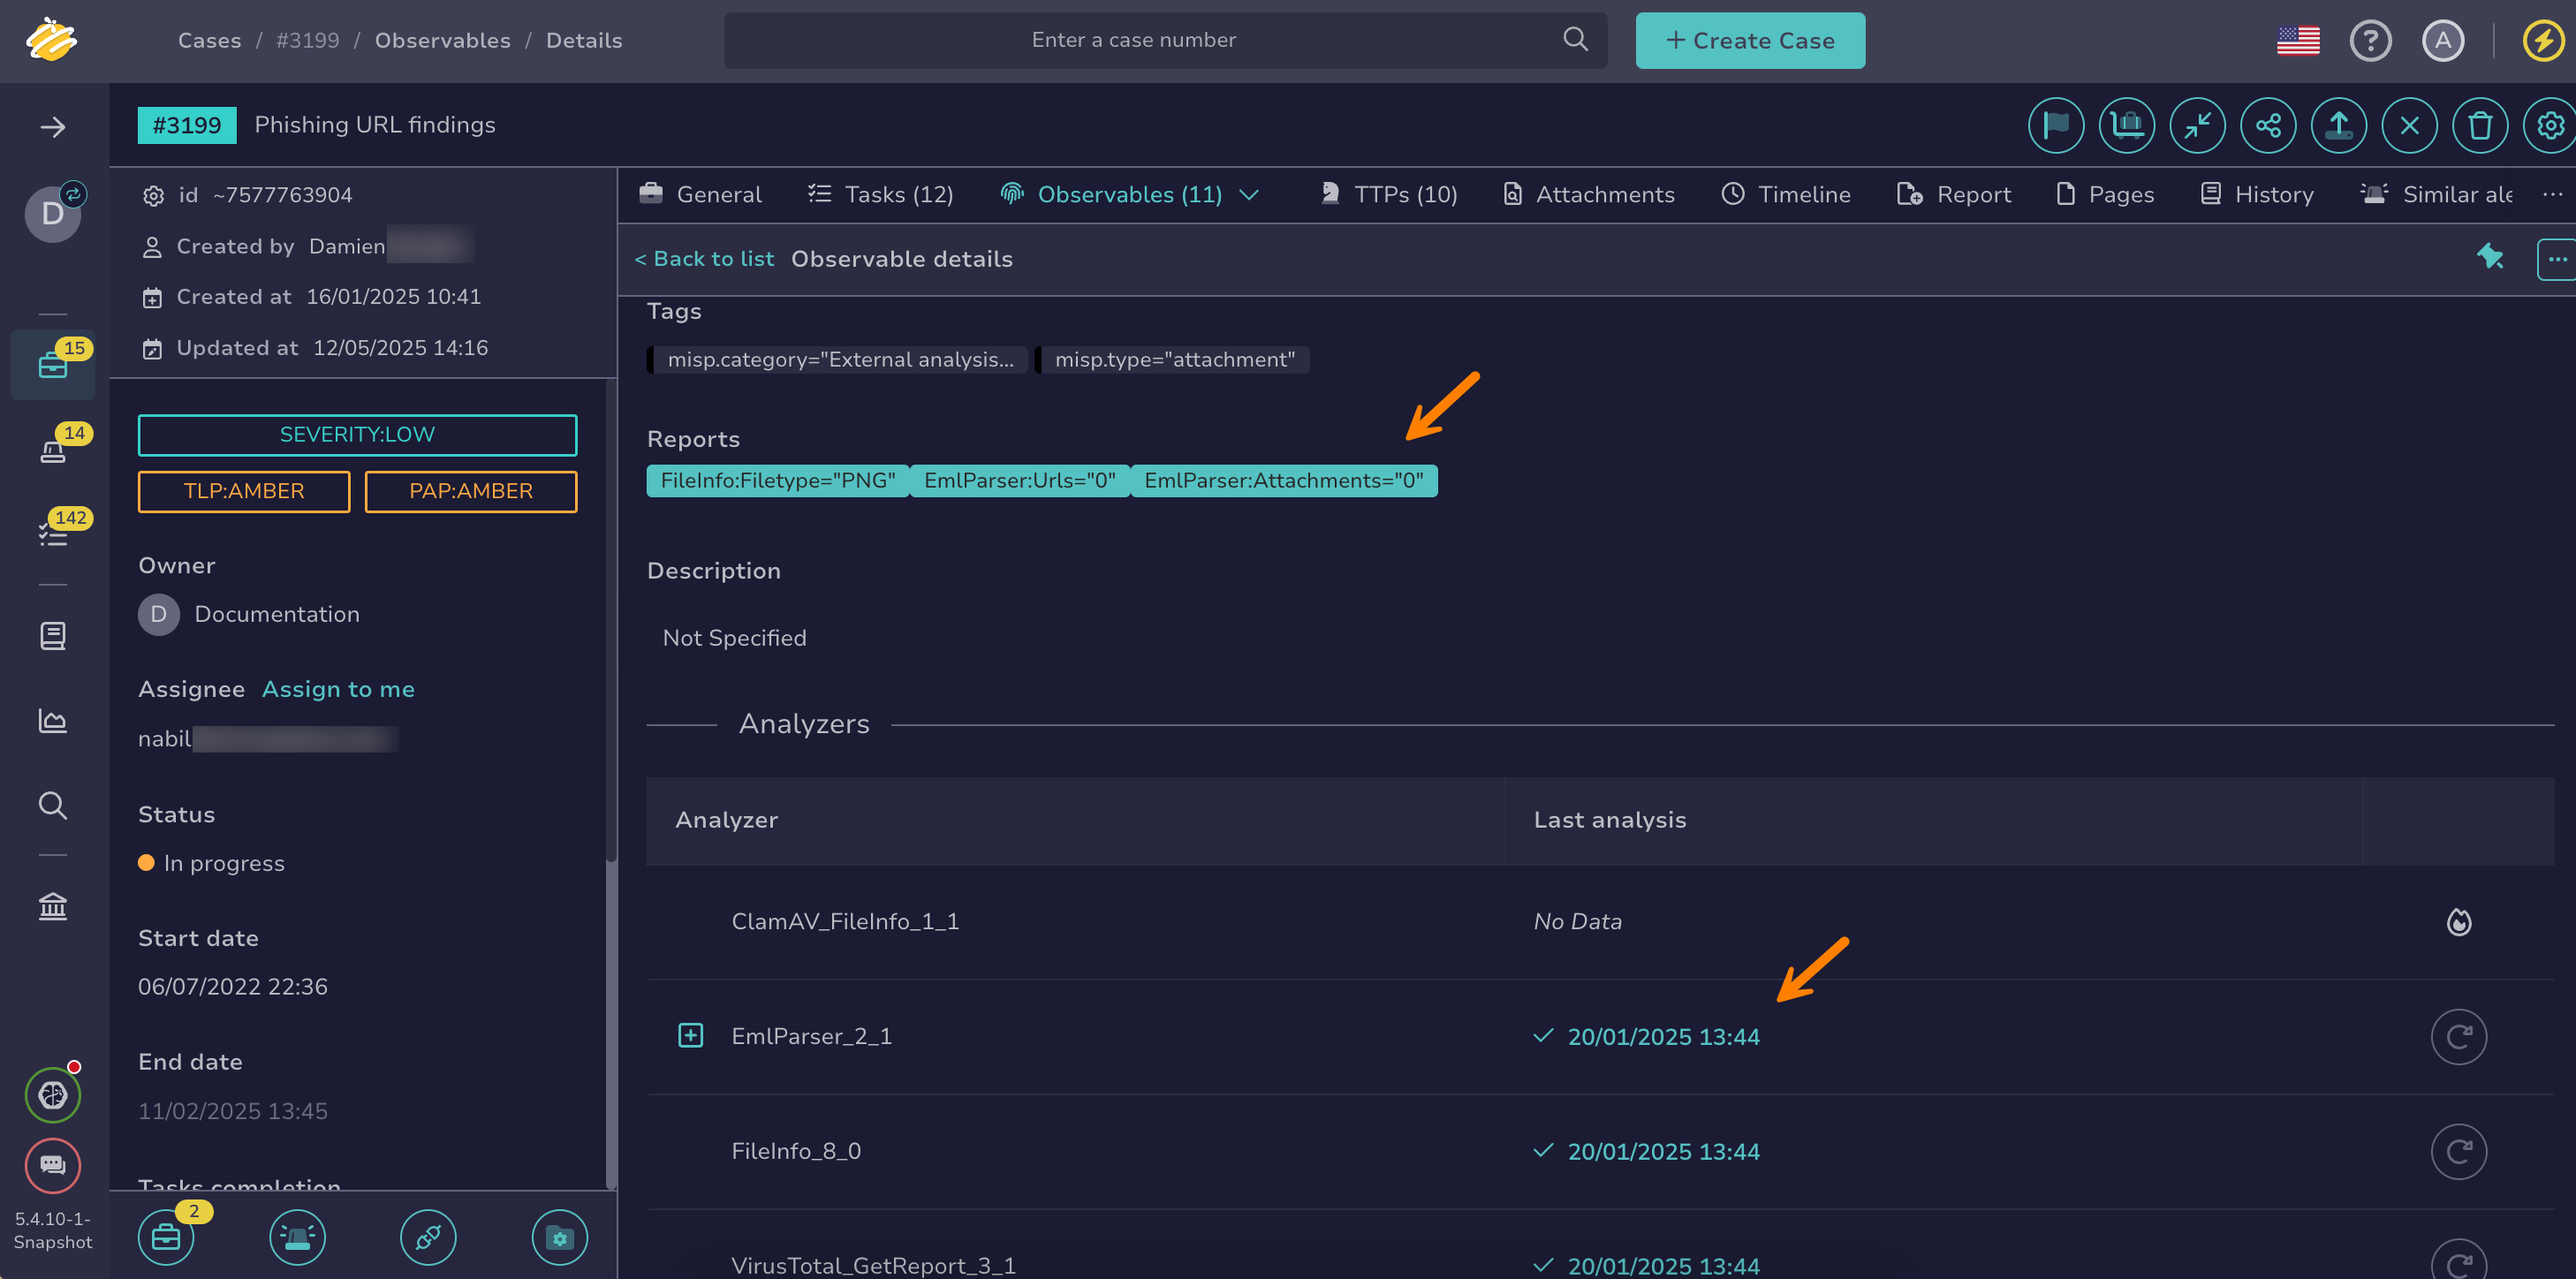 Cases / #3199 / Observables / Details
Enter a case number
+ Create Case
A
#3199 Phishing URL findings
D
15
14
142
5.4.10-1-
Snapshot
id ~7577763904
Created by Damien
Created at 16/01/2025 10:41
Updated at 12/05/2025 14:16
SEVERITY:LOW
TLP:AMBER PAP:AMBER
Owner
D Documentation
Assignee Assign to me
nabil
Status
In progress
Start date
06/07/2022 22:36
End date
11/02/2025 13:45
Tasks completion
2
General Tasks (12) Observables (11) TTPs (10) Attachments Timeline Report Pages History Similar ale ...
< Back to list Observable details
Tags
misp.category="External analysis... misp.type="attachment"
Reports
FileInfo:Filetype="PNG" EmlParser:Urls="0" EmlParser:Attachments="0"
Description
Not Specified
Analyzers
Analyzer Last analysis
ClamAV_FileInfo_1_1 No Data
EmlParser_2_1 20/01/2025 13:44
FileInfo_8_0 20/01/2025 13:44
VirusTotal_GetReport_3_1 20/01/2025 13:44